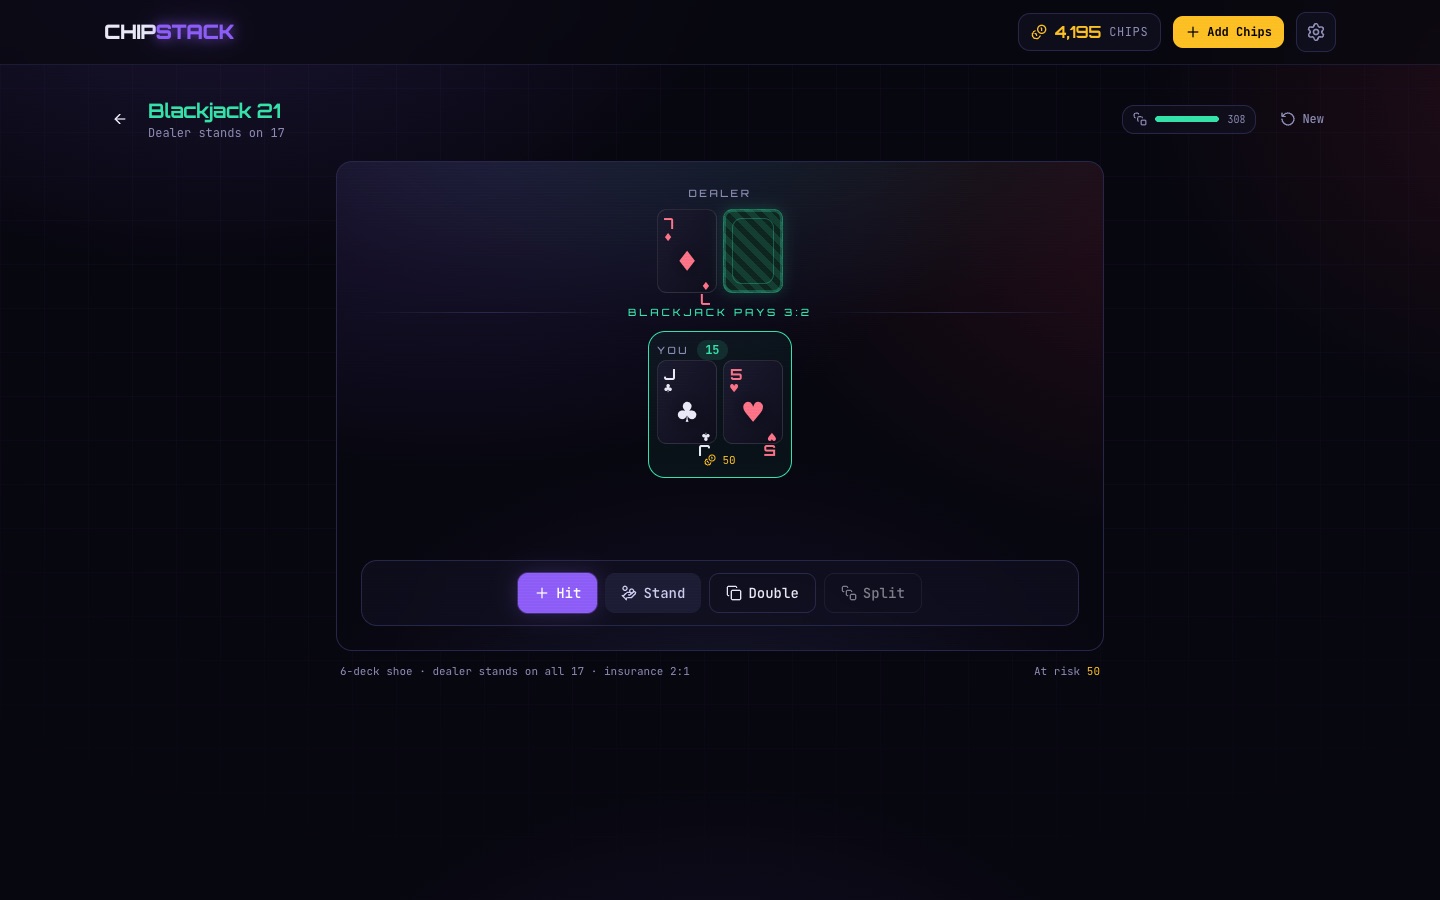 CHIPSTACK
4,195 CHIPS
Add Chips
Blackjack 21
Dealer stands on 17
308
New
DEALER
7
7
BLACKJACK PAYS 3:2
YOU 15
J
5
J
5
50
Hit
Stand
Double
Split
6-deck shoe · dealer stands on all 17 · insurance 2:1
At risk 50